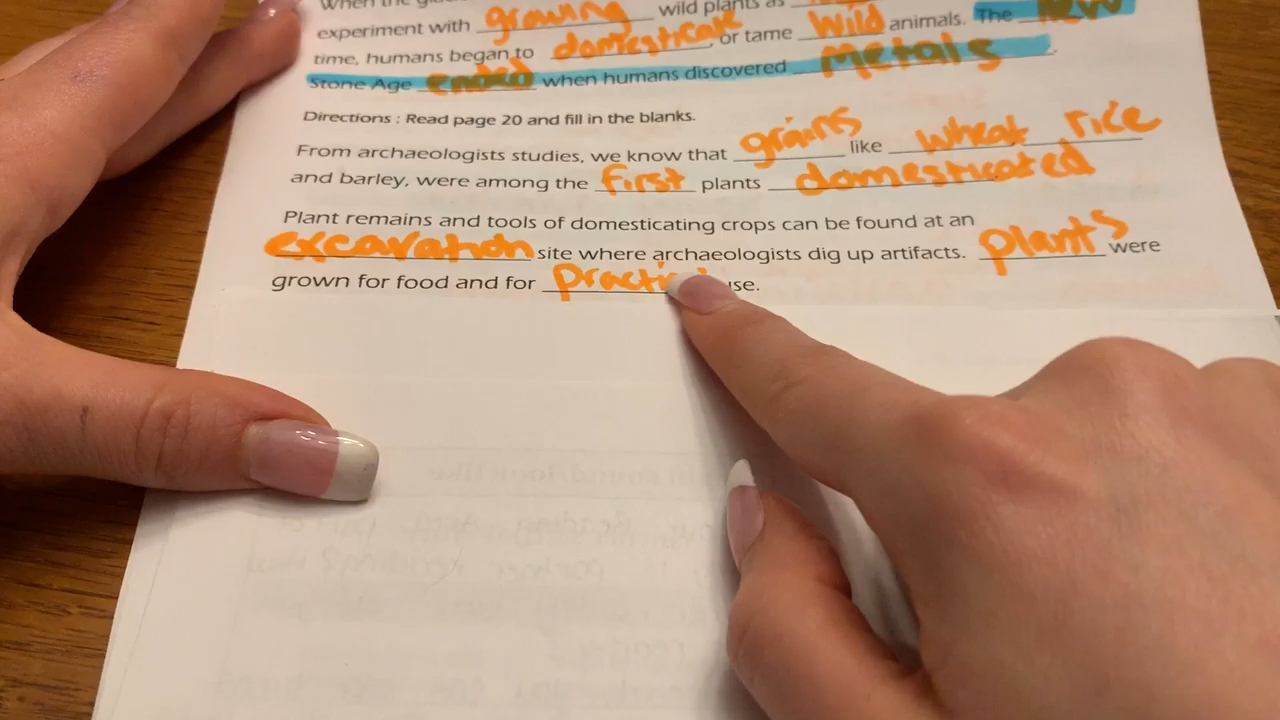 When the wild plants as
experiment with growing animals. The New
time, humans began to domesticate, or tame wild
Stone Age ended when humans discovered Metals.
Directions : Read page 20 and fill in the blanks.
From archaeologists studies, we know that grains like wheat rice
and barley, were among the first plants domesticated
Plant remains and tools of domesticating crops can be found at an
excavation site where archaeologists dig up artifacts. plants were
grown for food and for use.